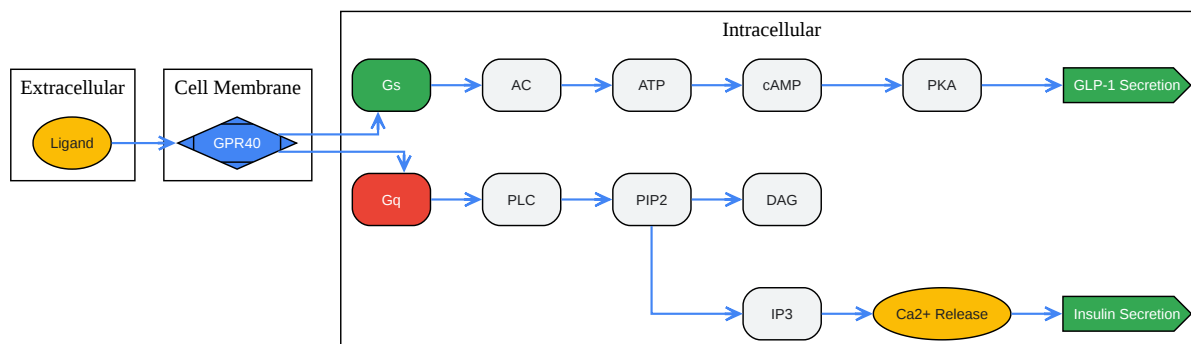 Intracellular
Extracellular
Cell Membrane
Gs
AC
ATP
cAMP
PKA
GLP-1 Secretion
Ligand
GPR40
Gq
PLC
PIP2
DAG
IP3
Ca2+ Release
Insulin Secretion